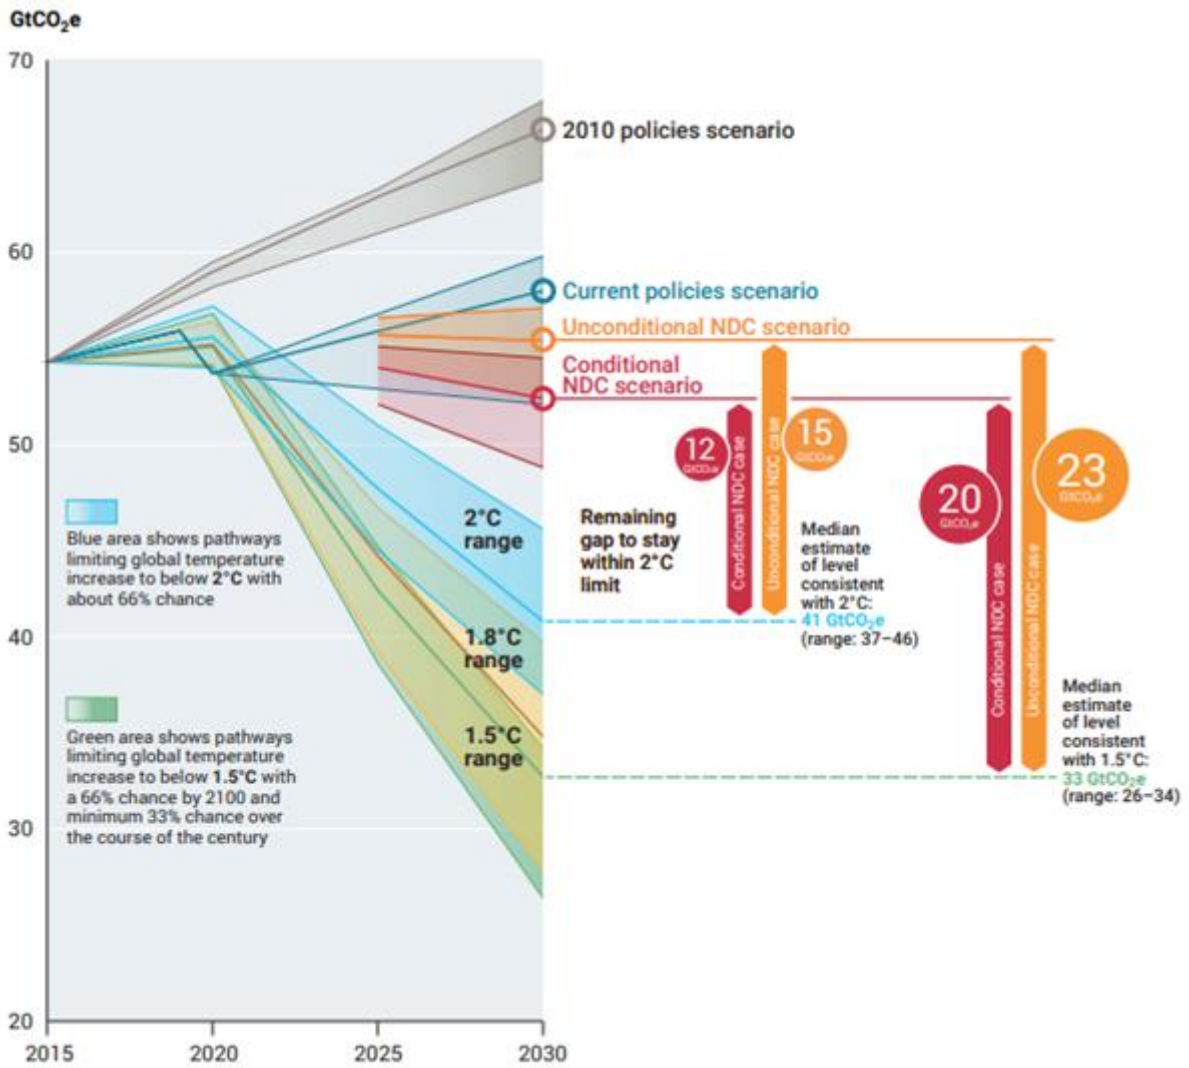 GtCO₂e
70
60
50
40
30
20
2015
2020
2025
2030
2010 policies scenario
Current policies scenario
Unconditional NDC scenario
Conditional
NDC scenario
2°C
range
1.8°C
range
1.5°C
range
Blue area shows pathways
limiting global temperature
increase to below 2°C with
about 66% chance
Green area shows pathways
limiting global temperature
increase to below 1.5°C with
a 66% chance by 2100 and
minimum 33% chance over
the course of the century
Remaining
gap to stay
within 2°C
limit
12
GtCO₂e
Conditional NDC case
Unconditional NDC case
15
GtCO₂e
Median
estimate
of level
consistent
with 2°C:
41 GtCO₂e
(range: 37–46)
20
GtCO₂e
Conditional NDC case
Unconditional NDC case
23
GtCO₂e
Median
estimate
of level
consistent
with 1.5°C:
33 GtCO₂e
(range: 26–34)